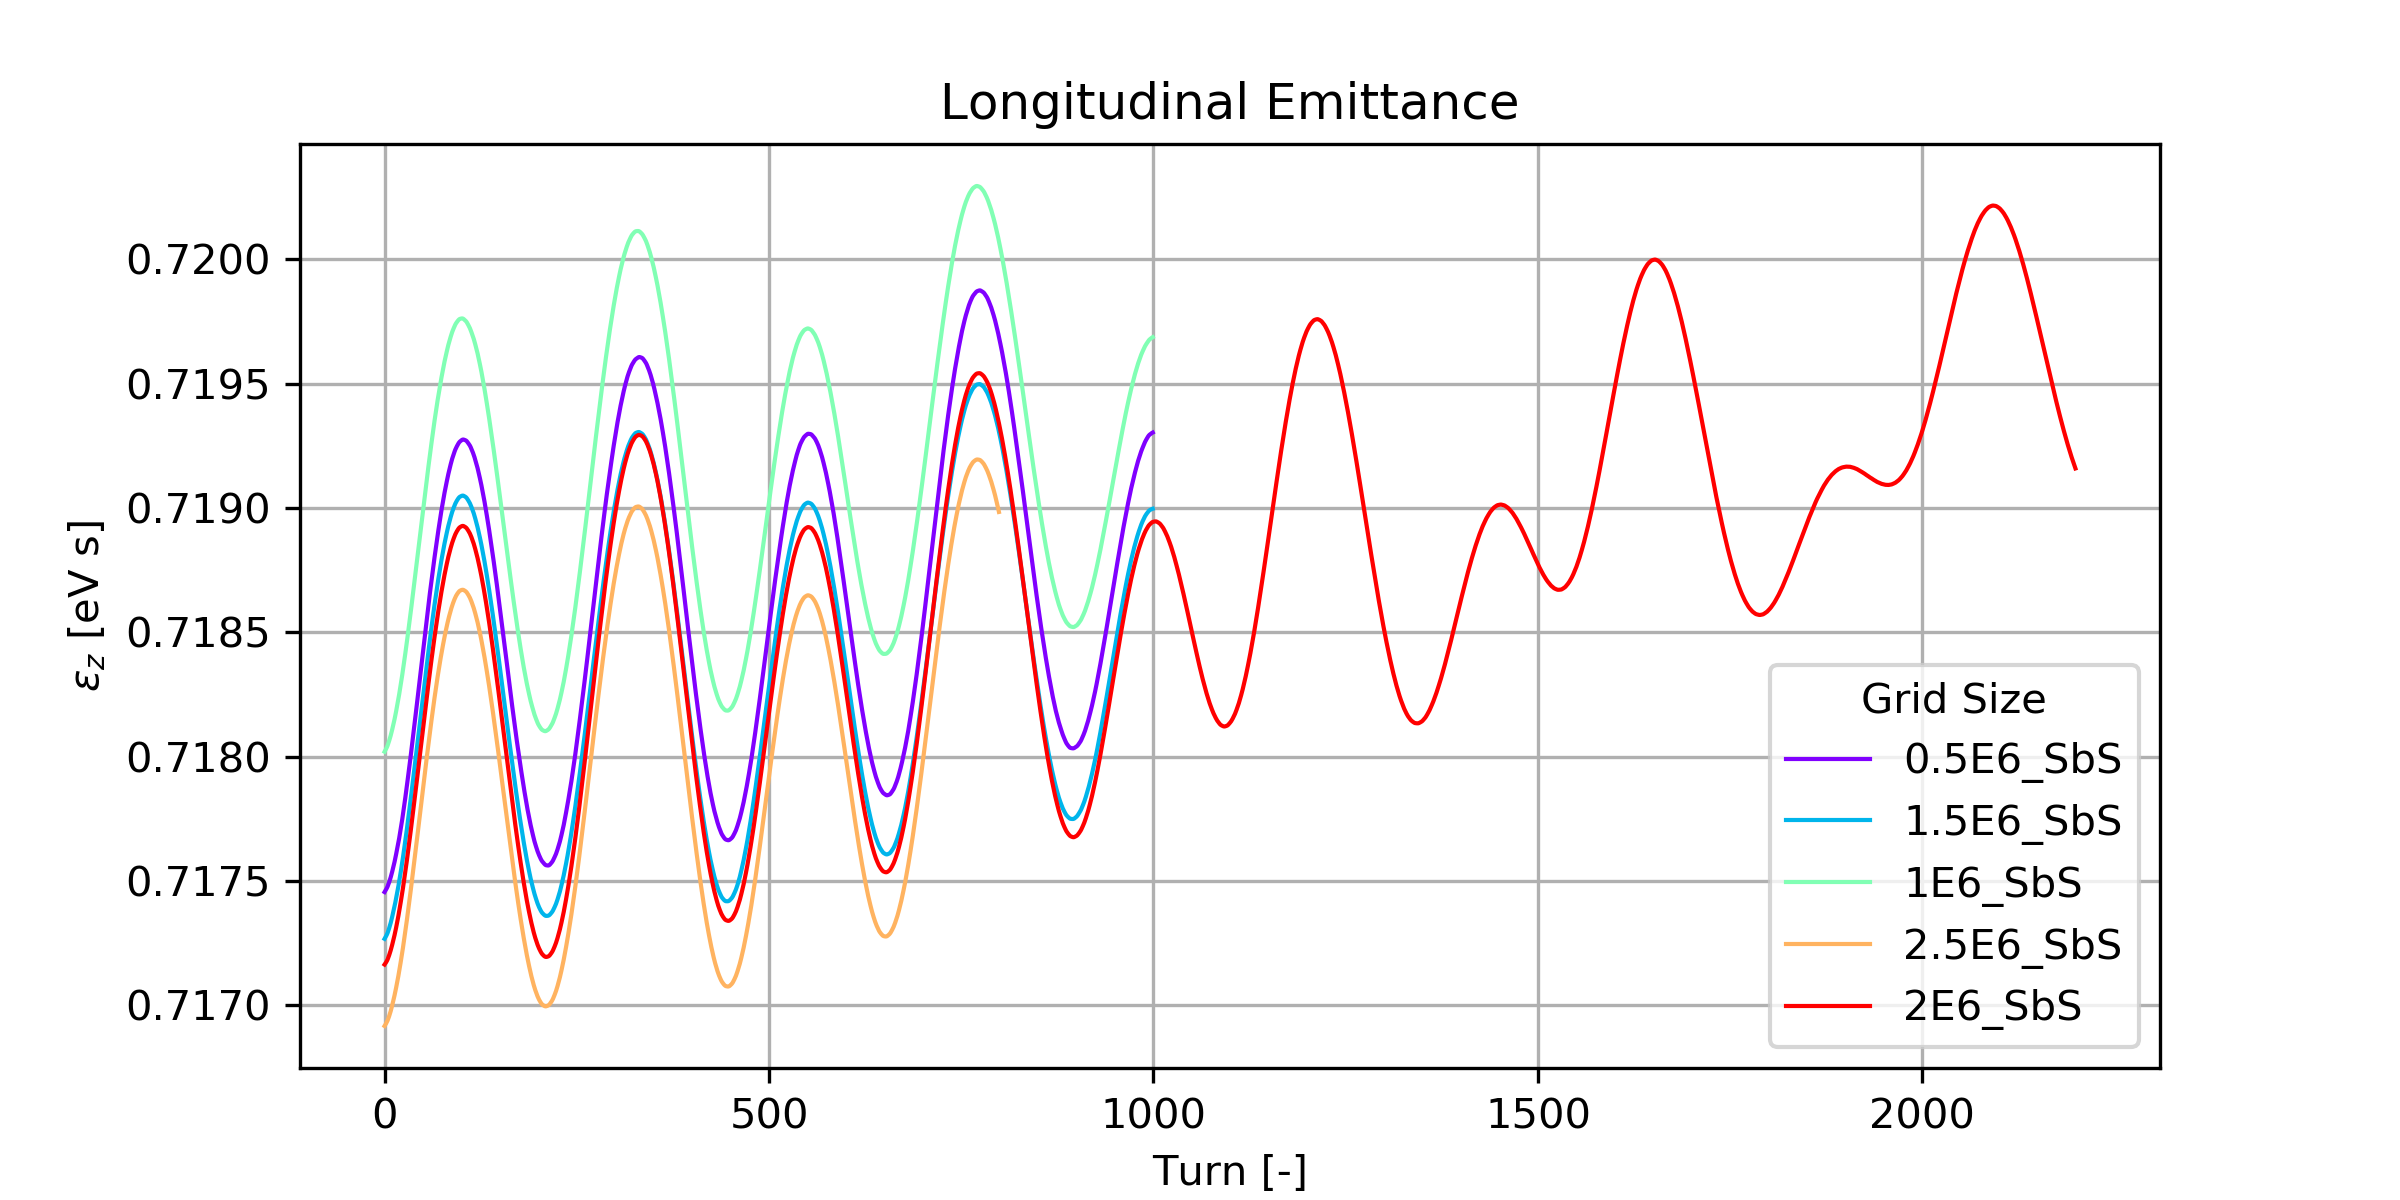 Longitudinal Emittance
0.7200
0.7195
0.7190
0.7185
0.7180
0.7175
0.7170
ε_z [eV s]
0 500 1000 1500 2000
Turn [-]
Grid Size
0.5E6_SbS
1.5E6_SbS
1E6_SbS
2.5E6_SbS
2E6_SbS